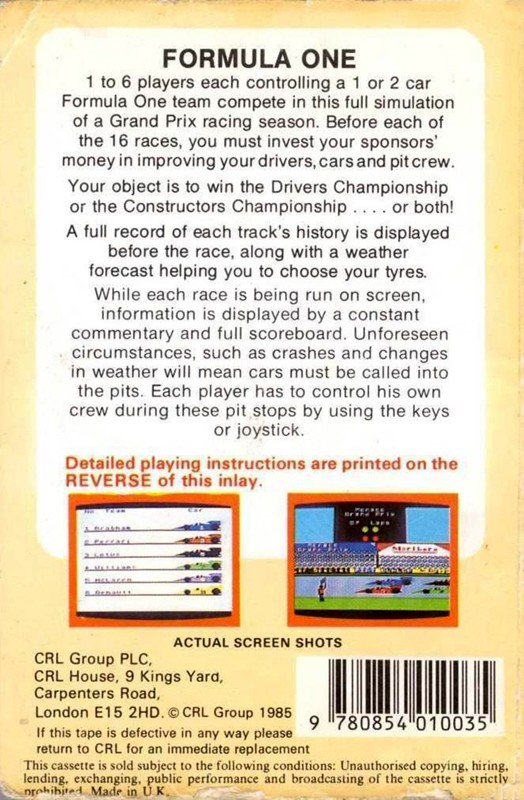 FORMULA ONE
1 to 6 players each controlling a 1 or 2 car
Formula One team compete in this full simulation
of a Grand Prix racing season. Before each of
the 16 races, you must invest your sponsors'
money in improving your drivers, cars and pit crew.
Your object is to win the Drivers Championship
or the Constructors Championship . . . . or both!
A full record of each track's history is displayed
before the race, along with a weather
forecast helping you to choose your tyres.
While each race is being run on screen,
information is displayed by a constant
commentary and full scoreboard. Unforeseen
circumstances, such as crashes and changes
in weather will mean cars must be called into
the pits. Each player has to control his own
crew during these pit stops by using the keys
or joystick.
Detailed playing instructions are printed on the
REVERSE of this inlay.
No Team Car
1 Brabham
2 Ferrari
3 Lotus
4 Williams
5 McLaren
6 Renault
Grand Prix
Laps
Marlboro
ACTUAL SCREEN SHOTS
CRL Group PLC,
CRL House, 9 Kings Yard,
Carpenters Road,
London E15 2HD. © CRL Group 1985
If this tape is defective in any way please
return to CRL for an immediate replacement
9 780854 010035
This cassette is sold subject to the following conditions: Unauthorised copying, hiring,
lending, exchanging, public performance and broadcasting of the cassette is strictly
prohibited. Made in U.K.